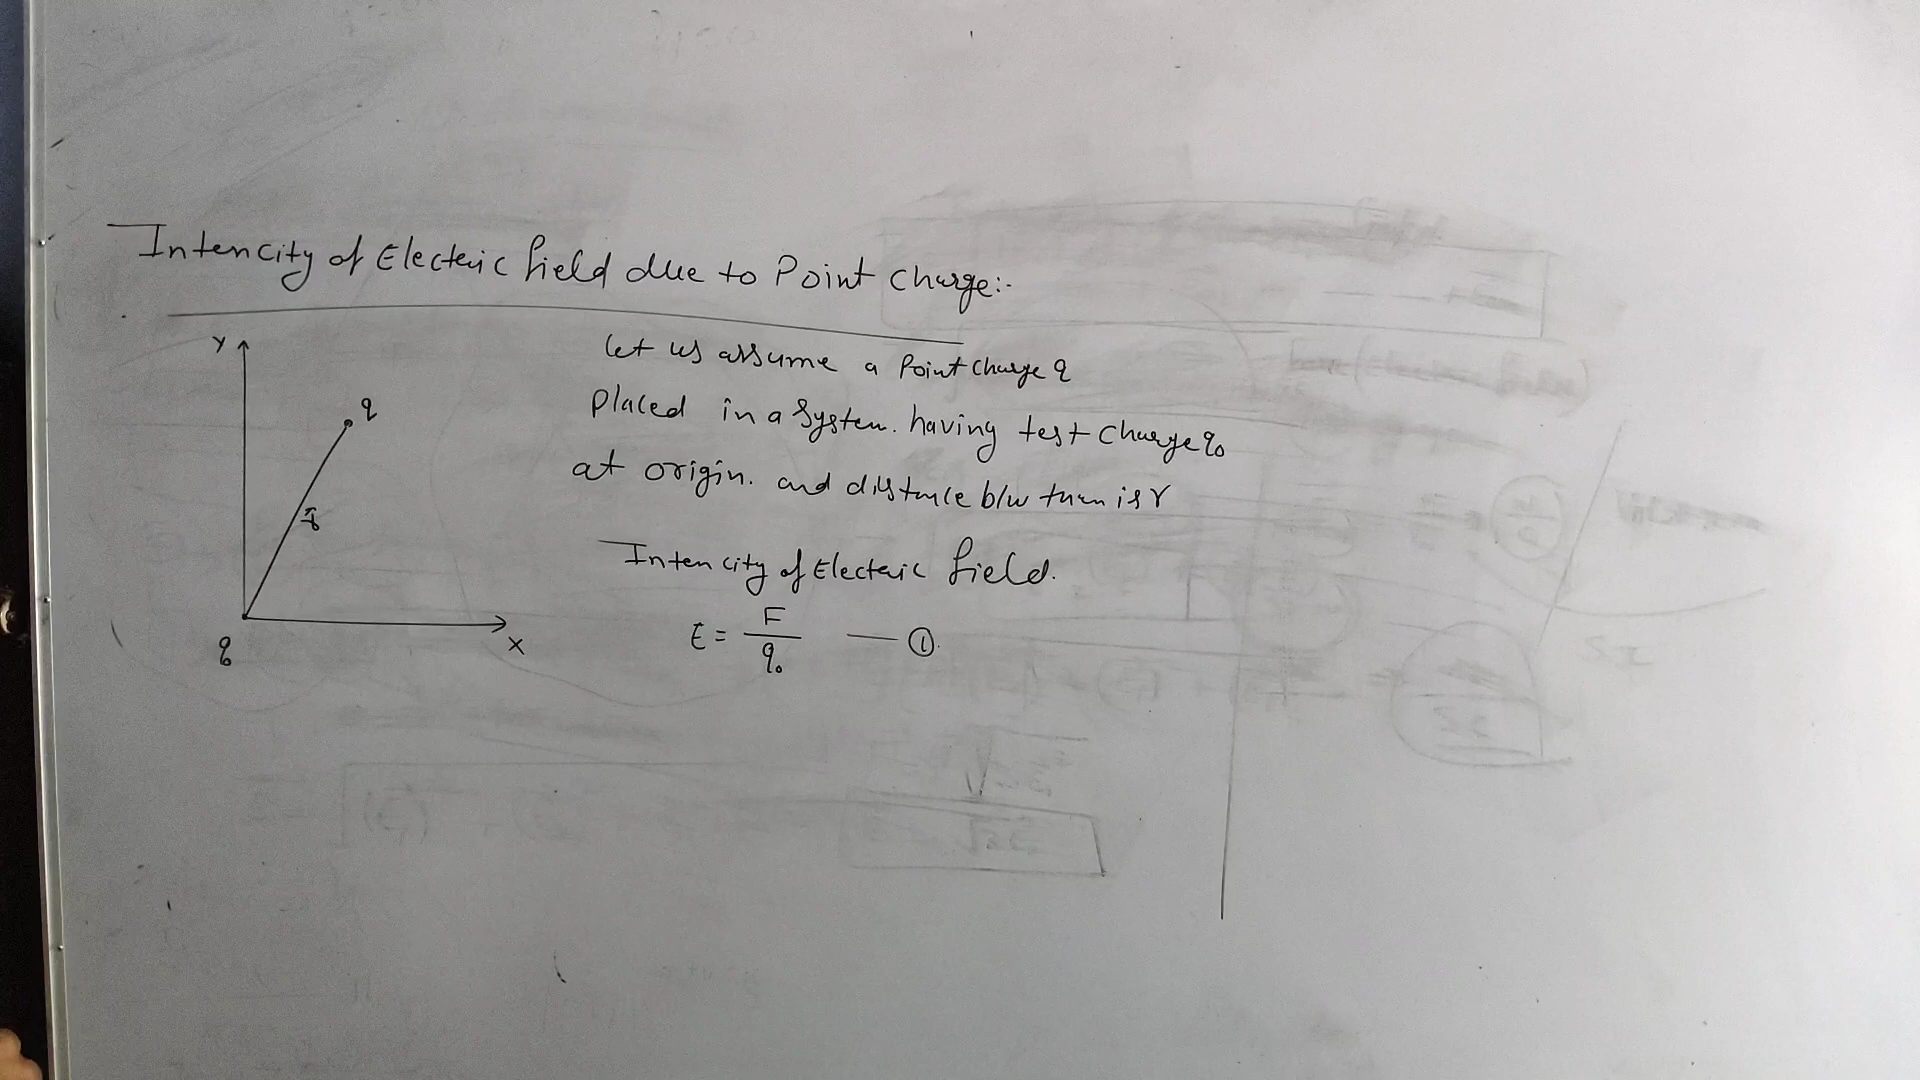 Intencity of Electric field due to Point charge:-
Y
q
X
let us assume a Point charge q
Placed in a System. having test charge q₀
at origin. and distance b/w them is r
Intencity of Electric field.
E = F/q₀ — ①